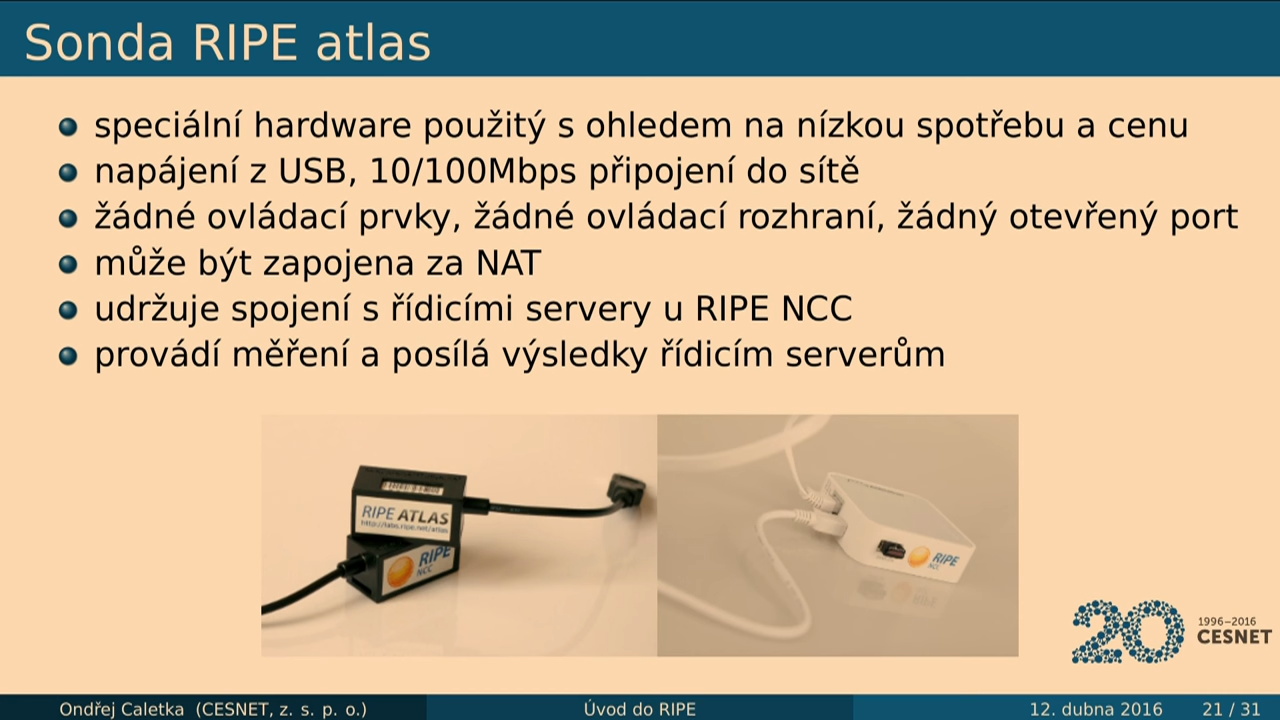 Sonda RIPE atlas
speciální hardware použitý s ohledem na nízkou spotřebu a cenu
napájení z USB, 10/100Mbps připojení do sítě
žádné ovládací prvky, žádné ovládací rozhraní, žádný otevřený port
může být zapojena za NAT
udržuje spojení s řídicími servery u RIPE NCC
provádí měření a posílá výsledky řídicím serverům
RIPE ATLAS
http://labs.ripe.net/atlas
RIPE
NCC
RIPE
NCC
20
1996–2016
CESNET
Ondřej Caletka (CESNET, z. s. p. o.)
Úvod do RIPE
12. dubna 2016
21 / 31